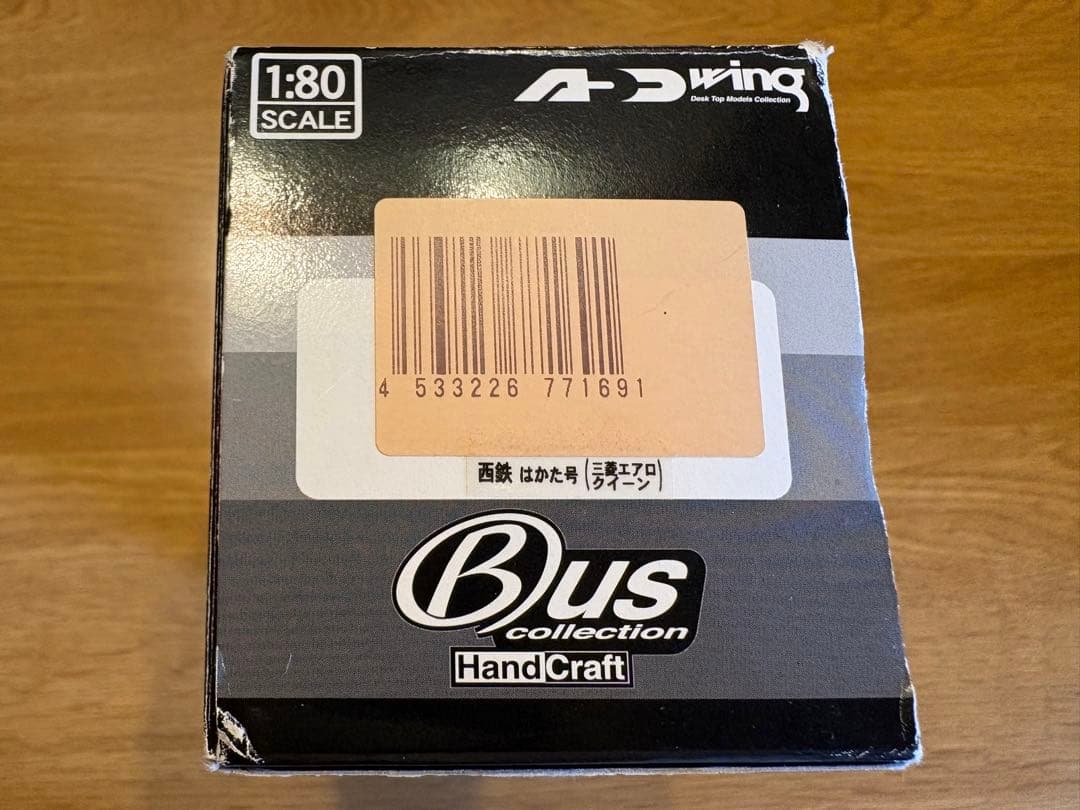 1:80
SCALE
ADDwing
Desk Top Models Collection
4 533226 771691
西鉄 はかた号 (三菱エアロ
クイーン)
Bus
collection
HandCraft